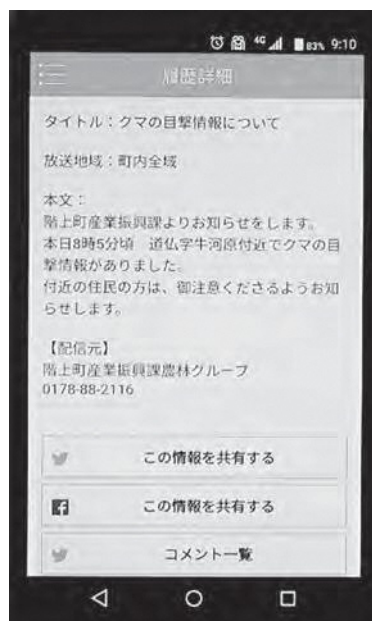 4G 83% 9:10
履歴詳細
タイトル：クマの目撃情報について
放送地域：町内全域
本文：
階上町産業振興課よりお知らせをします。
本日8時5分頃　道仏字牛河原付近でクマの目
撃情報がありました。
付近の住民の方は、御注意くださるようお知
らせします。
【配信元】
階上町産業振興課農林グループ
0178-88-2116
この情報を共有する
この情報を共有する
コメント一覧